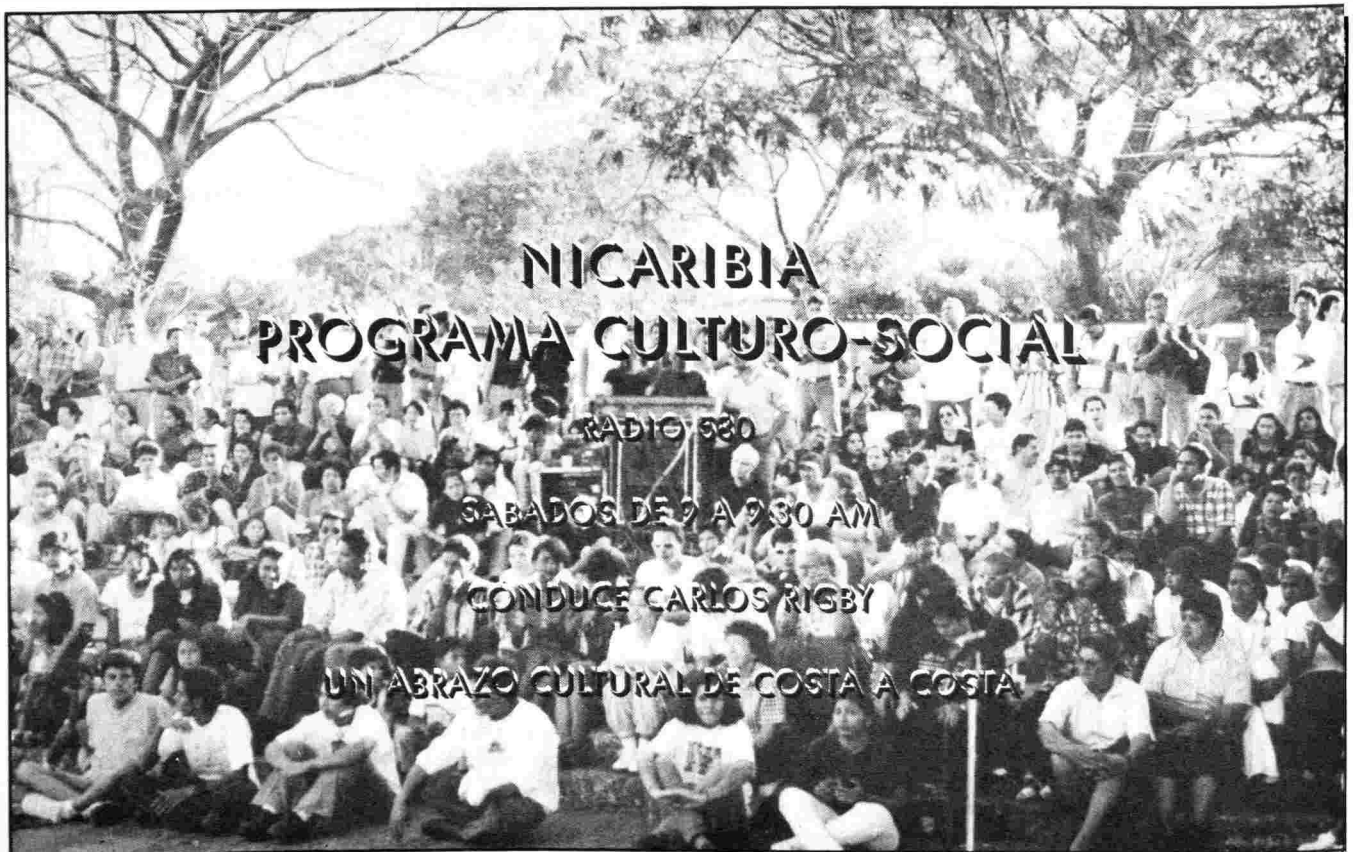 NICARIBIA
PROGRAMA CULTURO-SOCIAL
RADIO 580
SABADOS DE 9 A 9:30 AM
CONDUCE CARLOS RIGBY
UN ABRAZO CULTURAL DE COSTA A COSTA